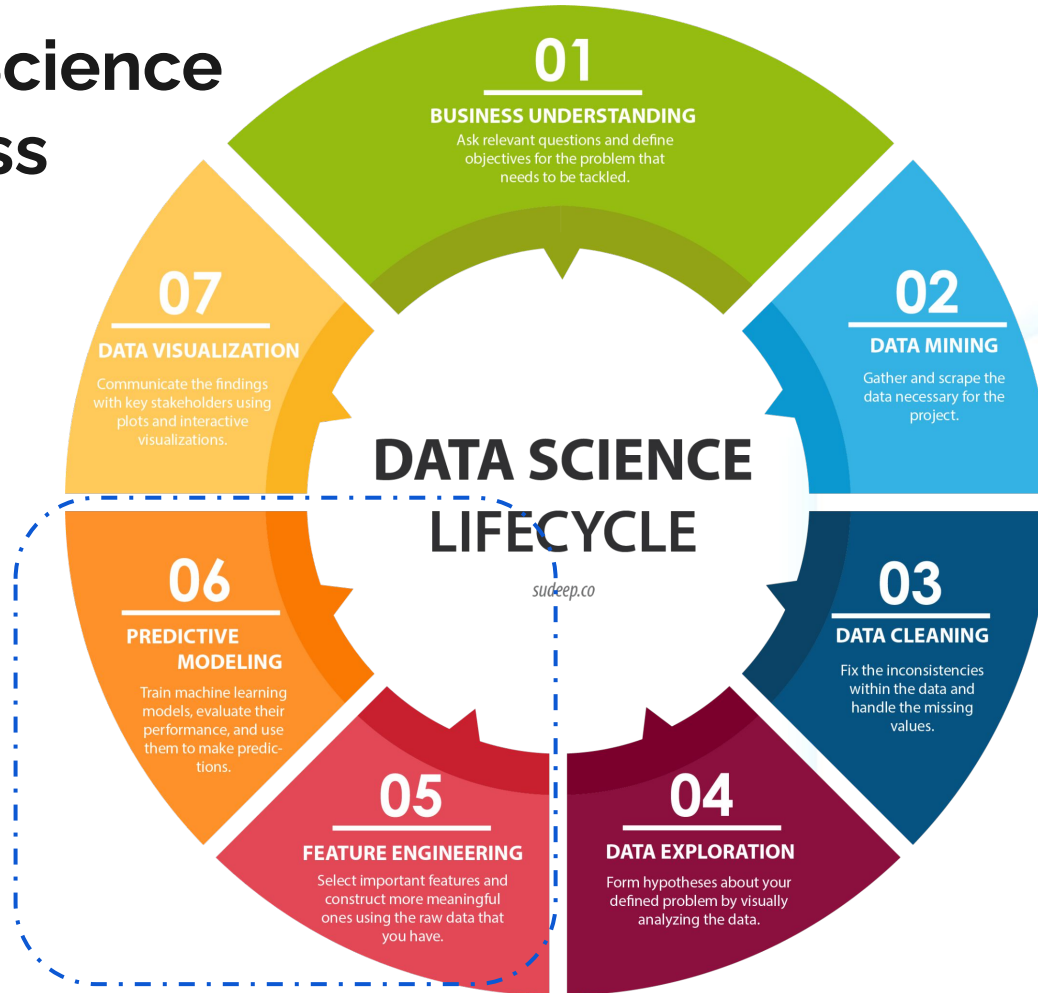 cience
ss
01
BUSINESS UNDERSTANDING
Ask relevant questions and define
objectives for the problem that
needs to be tackled.
02
DATA MINING
Gather and scrape the
data necessary for the
project.
03
DATA CLEANING
Fix the inconsistencies
within the data and
handle the missing
values.
04
DATA EXPLORATION
Form hypotheses about your
defined problem by visually
analyzing the data.
05
FEATURE ENGINEERING
Select important features and
construct more meaningful
ones using the raw data that
you have.
06
PREDICTIVE
MODELING
Train machine learning
models, evaluate their
performance, and use
them to make predic-
tions.
07
DATA VISUALIZATION
Communicate the findings
with key stakeholders using
plots and interactive
visualizations.
DATA SCIENCE
LIFECYCLE
sudeep.co